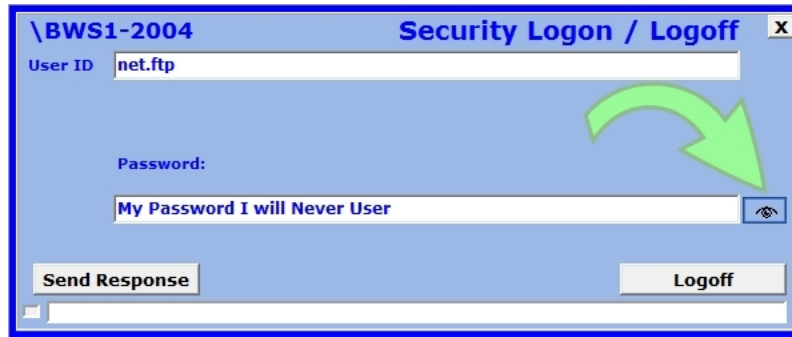 \BWS1-2004 Security Logon / Logoff X
User ID net.ftp
Password:
My Password I will Never User
Send Response Logoff